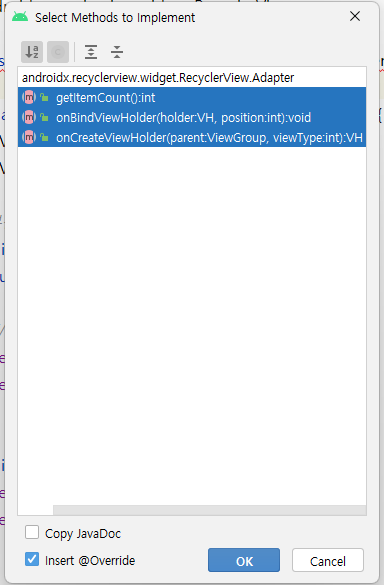 Select Methods to Implement
androidx.recyclerview.widget.RecyclerView.Adapter
getItemCount():int
onBindViewHolder(holder:VH, position:int):void
onCreateViewHolder(parent:ViewGroup, viewType:int):VH
Copy JavaDoc
Insert @Override
OK
Cancel